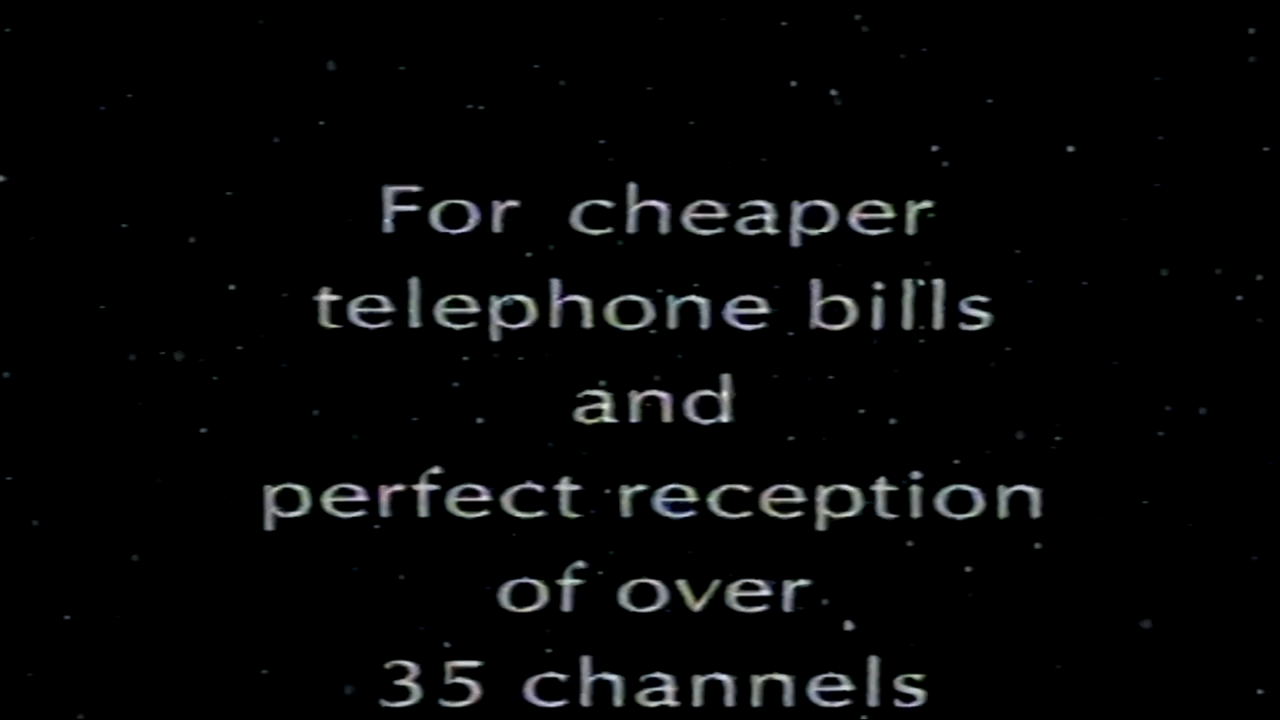 For cheaper
telephone bills
and
perfect reception
of over
35 channels